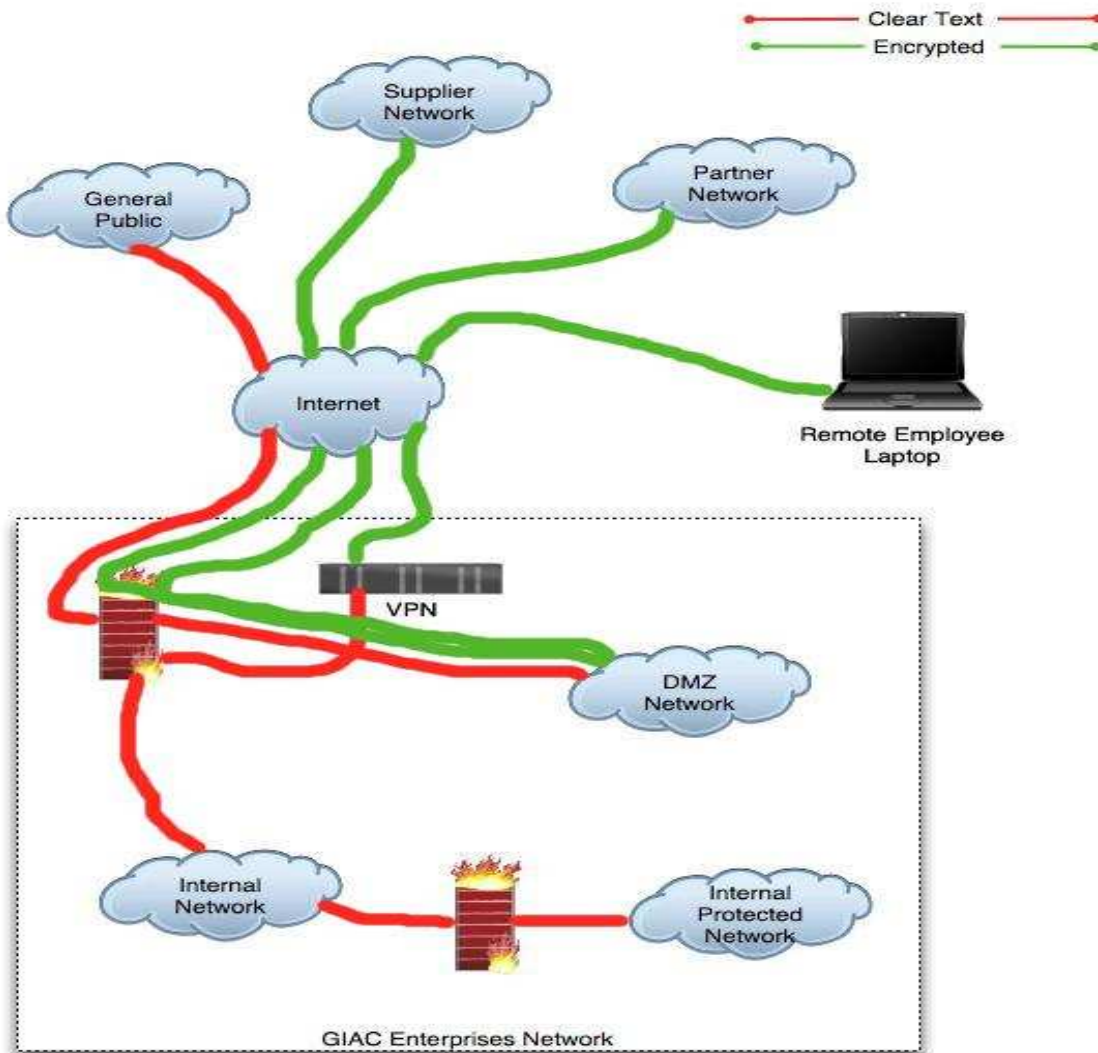 Clear Text
Encrypted
Supplier
Network
Partner
Network
General
Public
Internet
Remote Employee
Laptop
VPN
DMZ
Network
Internal
Network
Internal
Protected
Network
GIAC Enterprises Network